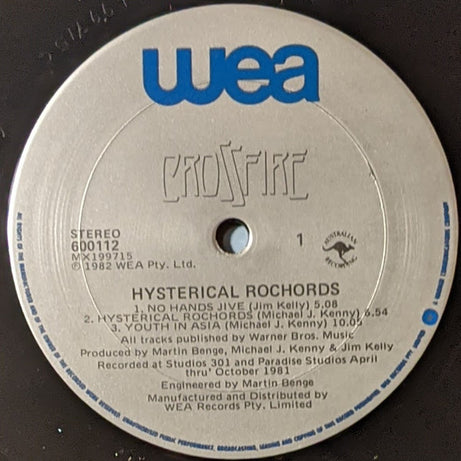 wea
CROSSFIRE
STEREO
600112
MX199715
℗ 1982 WEA Pty. Ltd.
1
AUSTRALIAN
RECORDING
HYSTERICAL ROCHORDS
1. NO HANDS JIVE (Jim Kelly) 5.08
2. HYSTERICAL ROCHORDS (Michael J. Kenny) 6.54
3. YOUTH IN ASIA (Michael J. Kenny) 10.05
All tracks published by Warner Bros. Music
Produced by Martin Benge, Michael J. Kenny & Jim Kelly
Recorded at Studios 301 and Paradise Studios April
thru' October 1981
Engineered by Martin Benge
Manufactured and Distributed by
WEA Records Pty. Limited